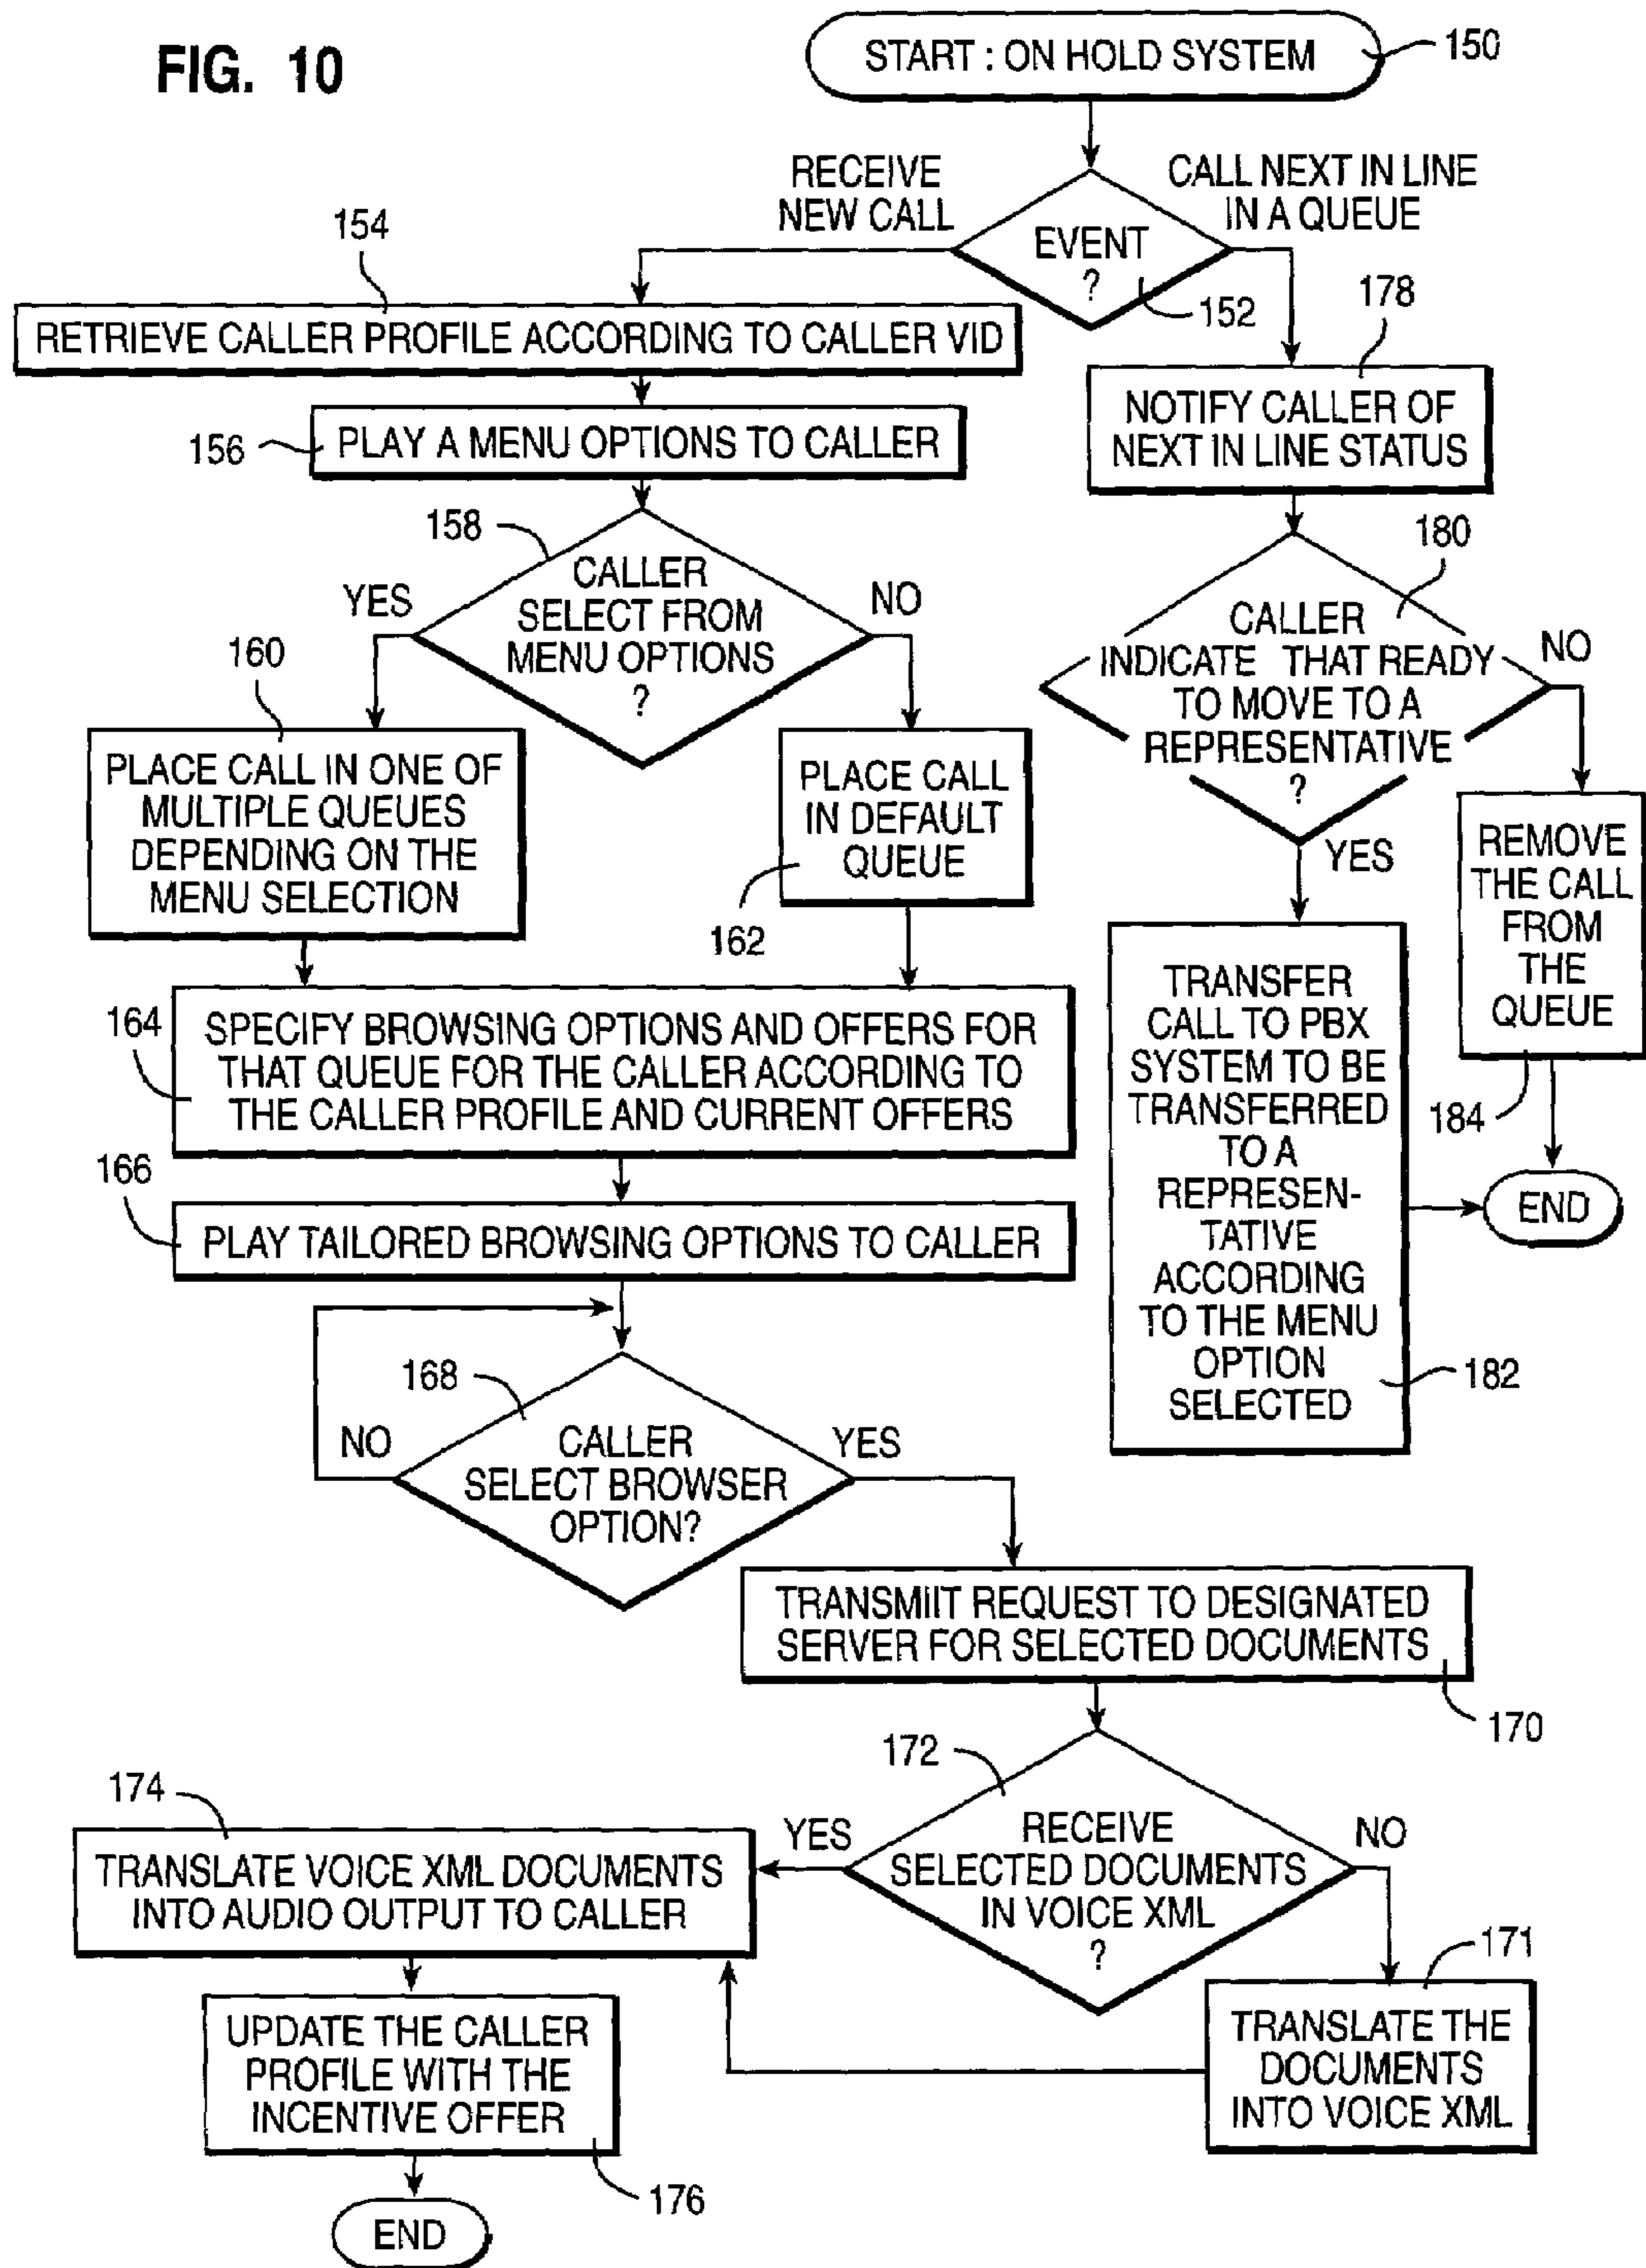 FIG. 10
START : ON HOLD SYSTEM
150
RECEIVE
NEW CALL
CALL NEXT IN LINE
IN A QUEUE
EVENT
?
152
154
RETRIEVE CALLER PROFILE ACCORDING TO CALLER VID
178
NOTIFY CALLER OF
NEXT IN LINE STATUS
156
PLAY A MENU OPTIONS TO CALLER
158
CALLER
SELECT FROM
MENU OPTIONS
?
YES
NO
180
CALLER
INDICATE THAT READY
TO MOVE TO A
REPRESENTATIVE
?
NO
YES
160
PLACE CALL IN ONE OF
MULTIPLE QUEUES
DEPENDING ON THE
MENU SELECTION
PLACE CALL
IN DEFAULT
QUEUE
162
REMOVE
THE CALL
FROM
THE
QUEUE
184
164
SPECIFY BROWSING OPTIONS AND OFFERS FOR
THAT QUEUE FOR THE CALLER ACCORDING TO
THE CALLER PROFILE AND CURRENT OFFERS
TRANSFER
CALL TO PBX
SYSTEM TO BE
TRANSFERRED
TO A
REPRESEN-
TATIVE
ACCORDING
TO THE MENU
OPTION
SELECTED
182
END
166
PLAY TAILORED BROWSING OPTIONS TO CALLER
168
CALLER
SELECT BROWSER
OPTION?
NO
YES
TRANSMIIT REQUEST TO DESIGNATED
SERVER FOR SELECTED DOCUMENTS
170
172
RECEIVE
SELECTED DOCUMENTS
IN VOICE XML
?
YES
NO
174
TRANSLATE VOICE XML DOCUMENTS
INTO AUDIO OUTPUT TO CALLER
171
TRANSLATE THE
DOCUMENTS
INTO VOICE XML
UPDATE THE CALLER
PROFILE WITH THE
INCENTIVE OFFER
176
END